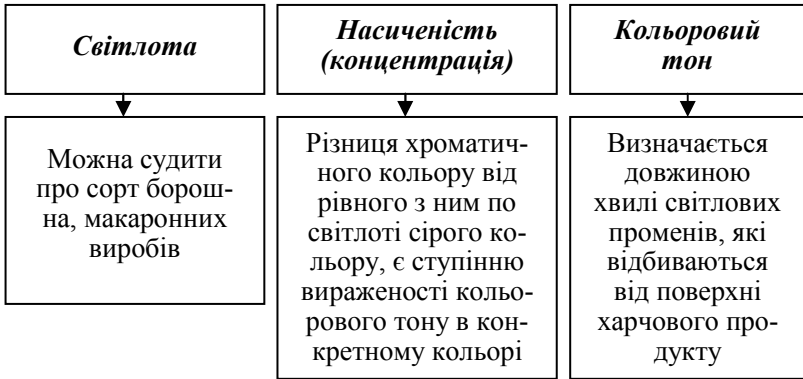 Світлота
Можна судити
про сорт борош-
на, макаронних
виробів
Насиченість
(концентрація)
Різниця хроматич-
ного кольору від
рівного з ним по
світлоті сірого ко-
льору, є ступінню
вираженості кольо-
рового тону в кон-
кретному кольорі
Кольоровий
тон
Визначається
довжиною
хвилі світлових
променів, які
відбиваються
від поверхні
харчового про-
дукту